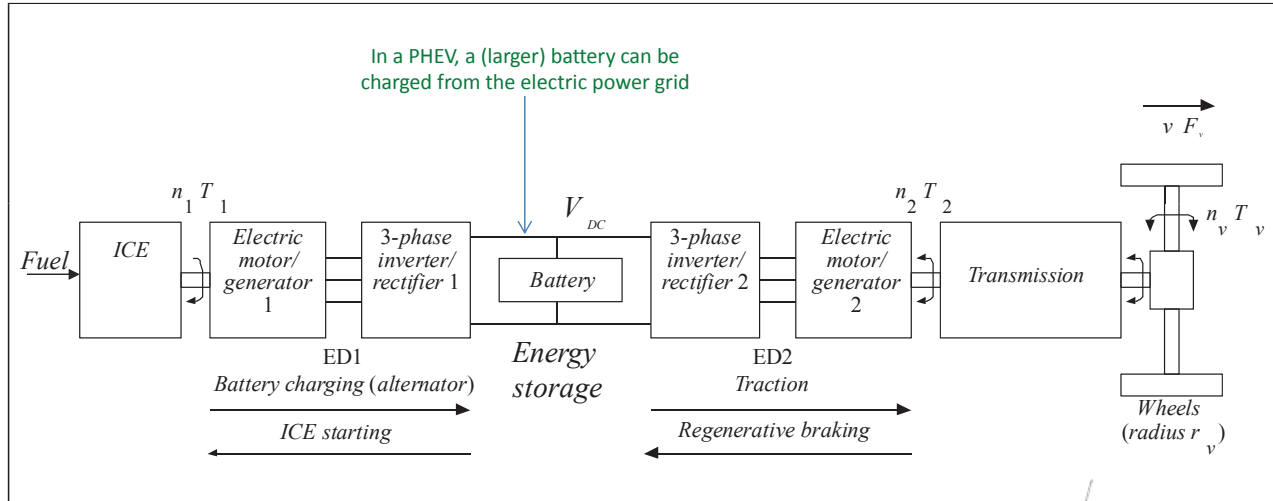 In a PHEV, a (larger) battery can be
charged from the electric power grid
v F_v
n_1 T_1
V_DC
n_2 T_2
n_v T_v
Fuel
ICE
Electric
motor/
generator
1
3-phase
inverter/
rectifier 1
Battery
3-phase
inverter/
rectifier 2
Electric
motor/
generator
2
Transmission
ED1
Battery charging (alternator)
ICE starting
Energy
storage
ED2
Traction
Regenerative braking
Wheels
(radius r_v)